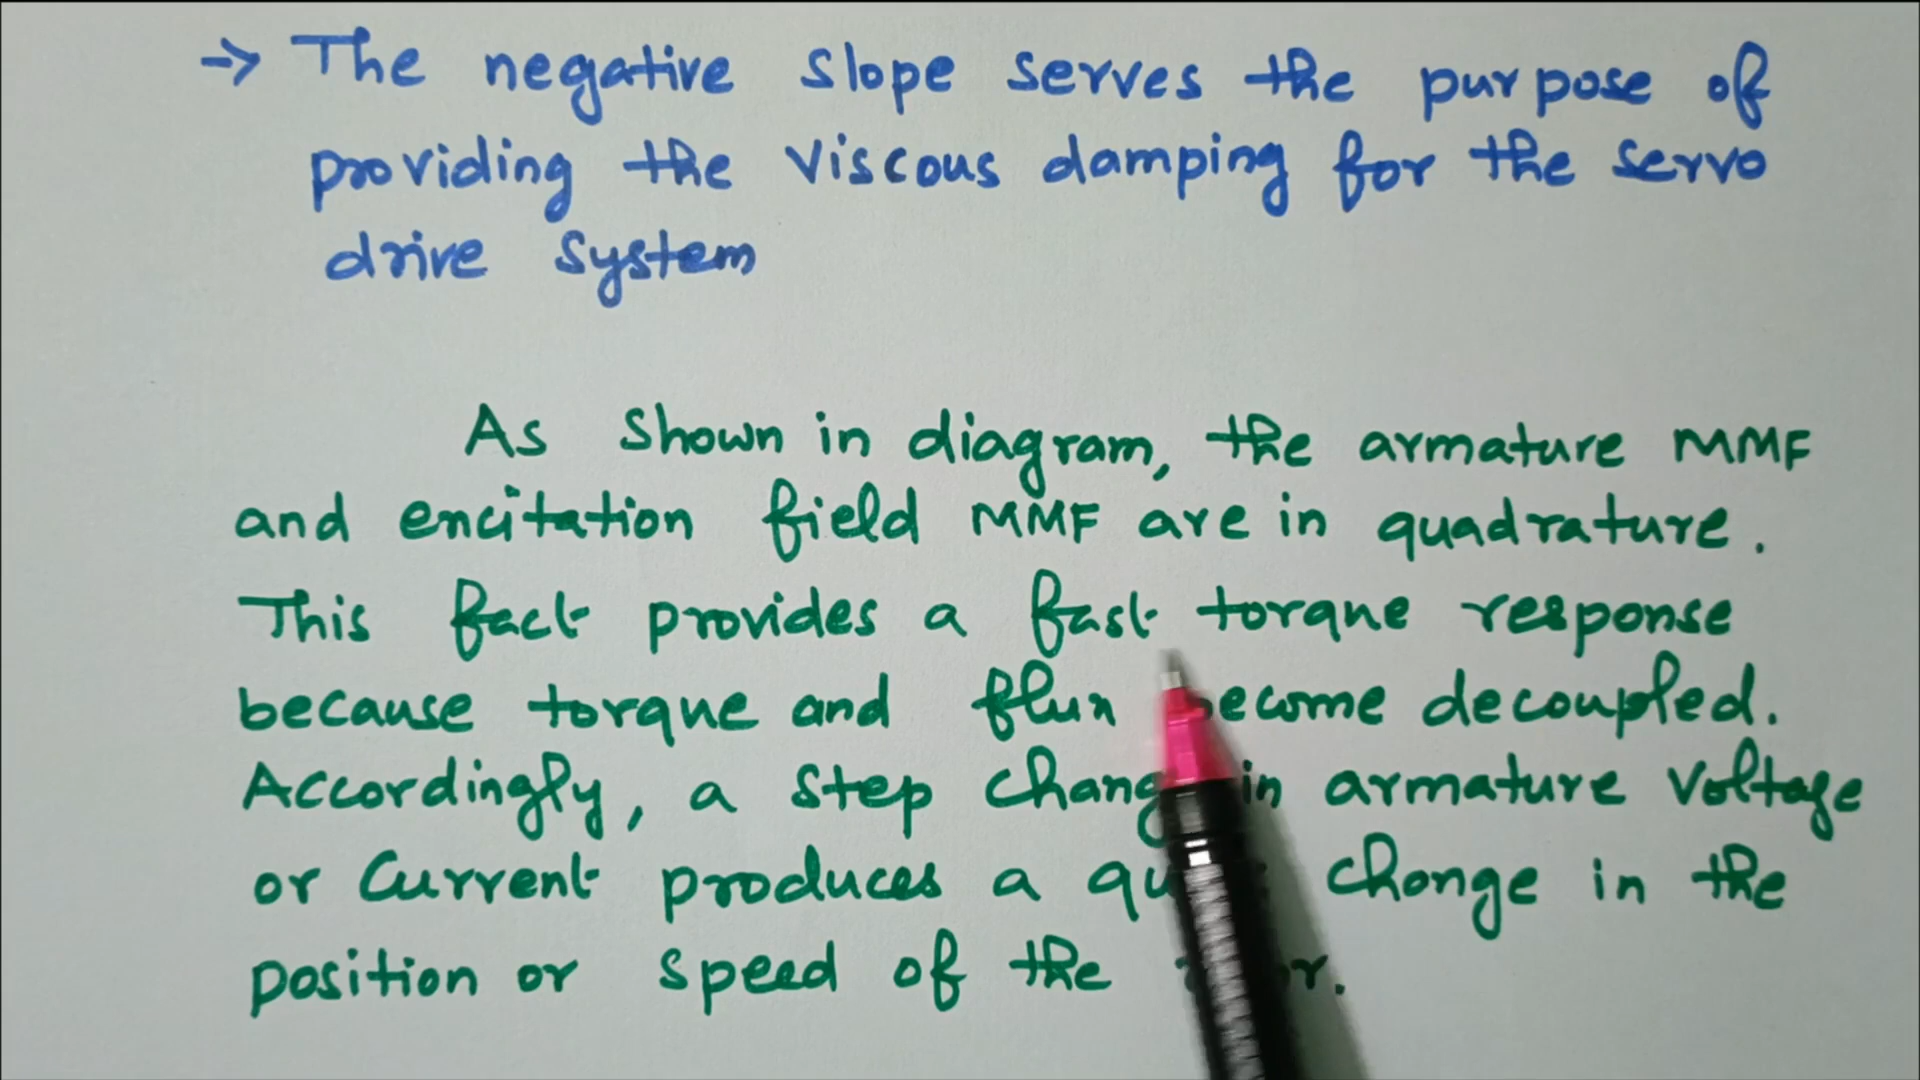 → The negative slope serves the purpose of
providing the viscous damping for the servo
drive system
As shown in diagram, the armature MMF
and encitation field MMF are in quadrature.
This fact provides a fast torque response
because torque and flux become decoupled.
Accordingly, a step change in armature voltage
or current produces a change in the
position or speed of the